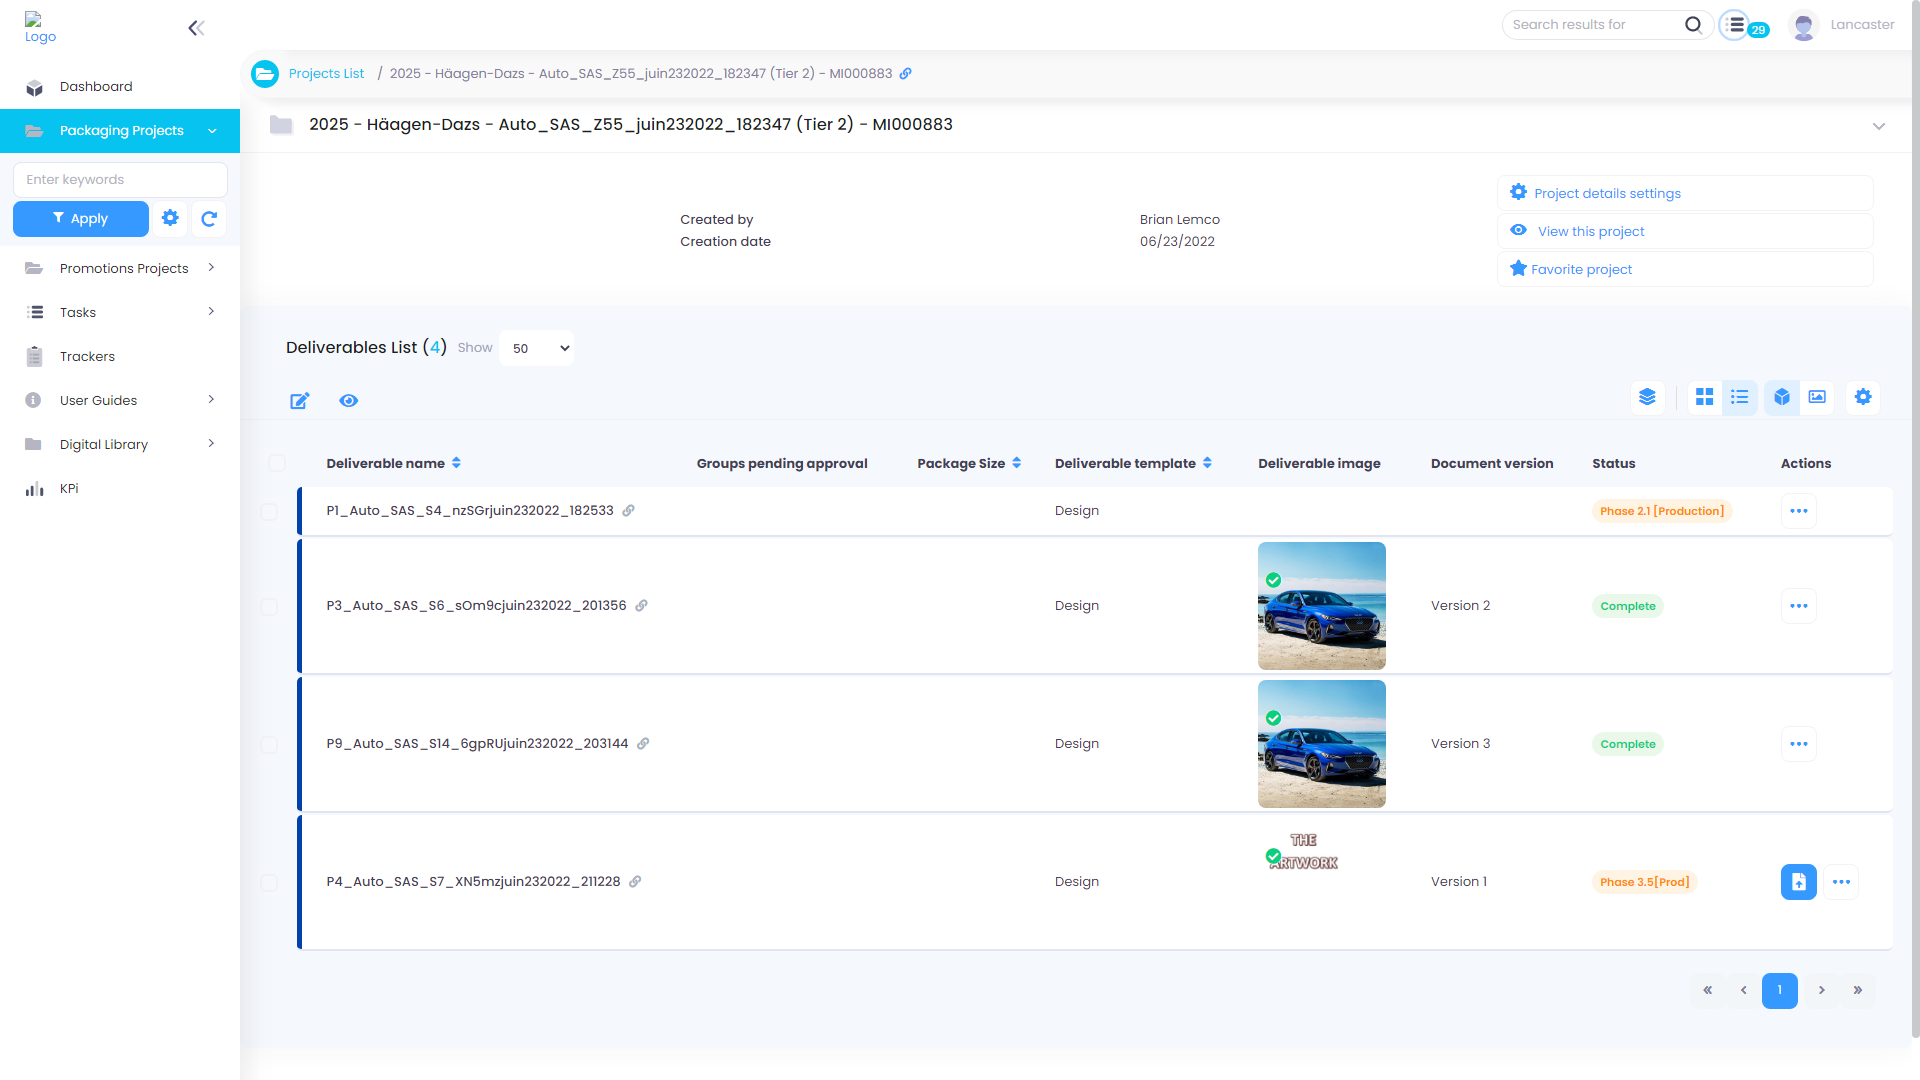 Logo
Search results for
29
Lancaster
Dashboard
Packaging Projects
Enter keywords
Apply
Promotions Projects
Tasks
Trackers
User Guides
Digital Library
KPi
Projects List / 2025 - Häagen-Dazs - Auto_SAS_Z55_juin232022_182347 (Tier 2) - MI000883
2025 - Häagen-Dazs - Auto_SAS_Z55_juin232022_182347 (Tier 2) - MI000883
Created by Brian Lemco
Creation date 06/23/2022
Project details settings
View this project
Favorite project
Deliverables List (4) Show 50
Deliverable name Groups pending approval Package Size Deliverable template Deliverable image Document version Status Actions
P1_Auto_SAS_S4_nzSGrjuin232022_182533 Design Phase 2.1 [Production]
P3_Auto_SAS_S6_sOm9cjuin232022_201356 Design Version 2 Complete
P9_Auto_SAS_S14_6gpRUjuin232022_203144 Design Version 3 Complete
THE
ARTWORK
P4_Auto_SAS_S7_XN5mzjuin232022_211228 Design Version 1 Phase 3.5[Prod]
« ‹ 1 › »